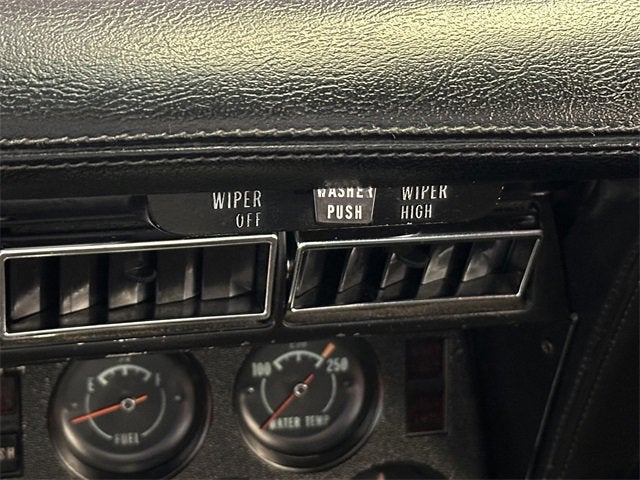 WIPER
OFF
WASHER
PUSH
WIPER
HIGH
E
FUEL
100
250
WATER TEMP